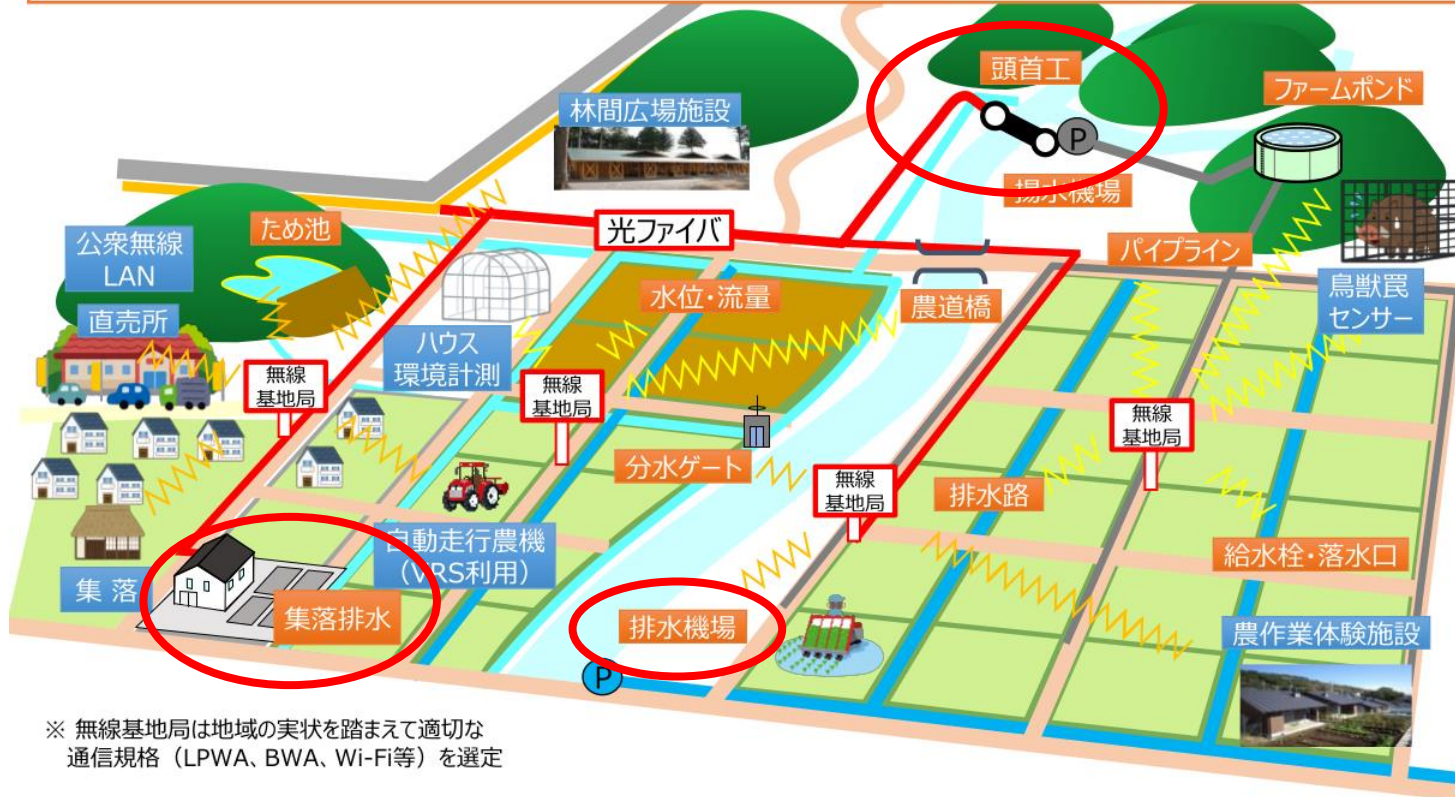 頭首工
ファームポンド
林間広場施設
P
揚水機場
ため池
公衆無線
LAN
光ファイバ
パイプライン
鳥獣罠
センサー
水位・流量
農道橋
直売所
ハウス
環境計測
無線
基地局
無線
基地局
無線
基地局
分水ゲート
無線
基地局
排水路
自動走行農機
(VRS利用)
給水栓・落水口
集 落
集落排水
排水機場
農作業体験施設
P
※ 無線基地局は地域の実状を踏まえて適切な
通信規格(LPWA、BWA、Wi-Fi等)を選定